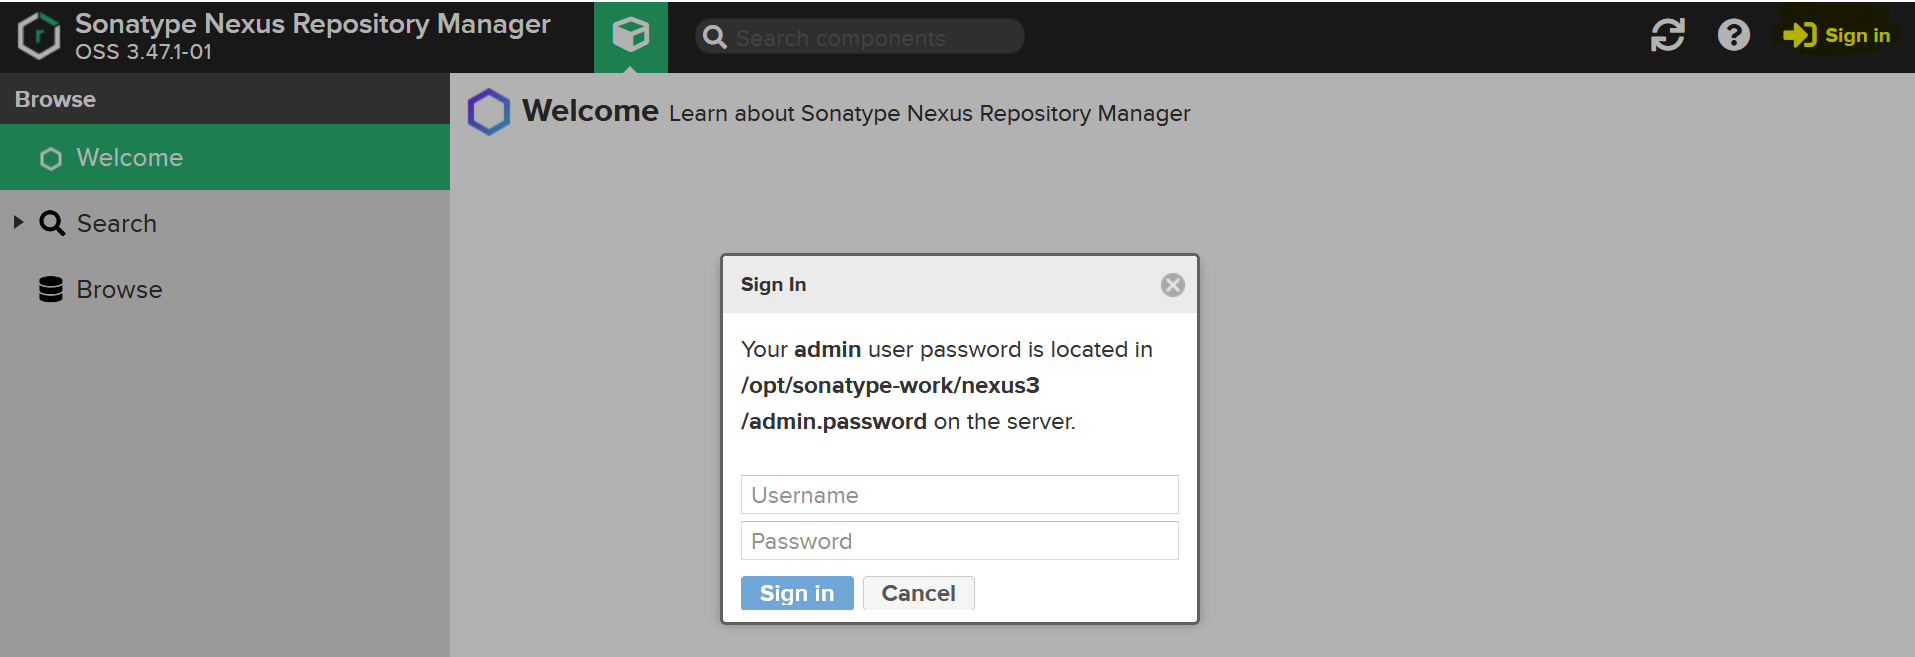 Sonatype Nexus Repository Manager
OSS 3.47.1-01
Search components
Sign in
Browse
Welcome
Search
Browse
Welcome Learn about Sonatype Nexus Repository Manager
Sign In
Your admin user password is located in
/opt/sonatype-work/nexus3
/admin.password on the server.
Username
Password
Sign in
Cancel